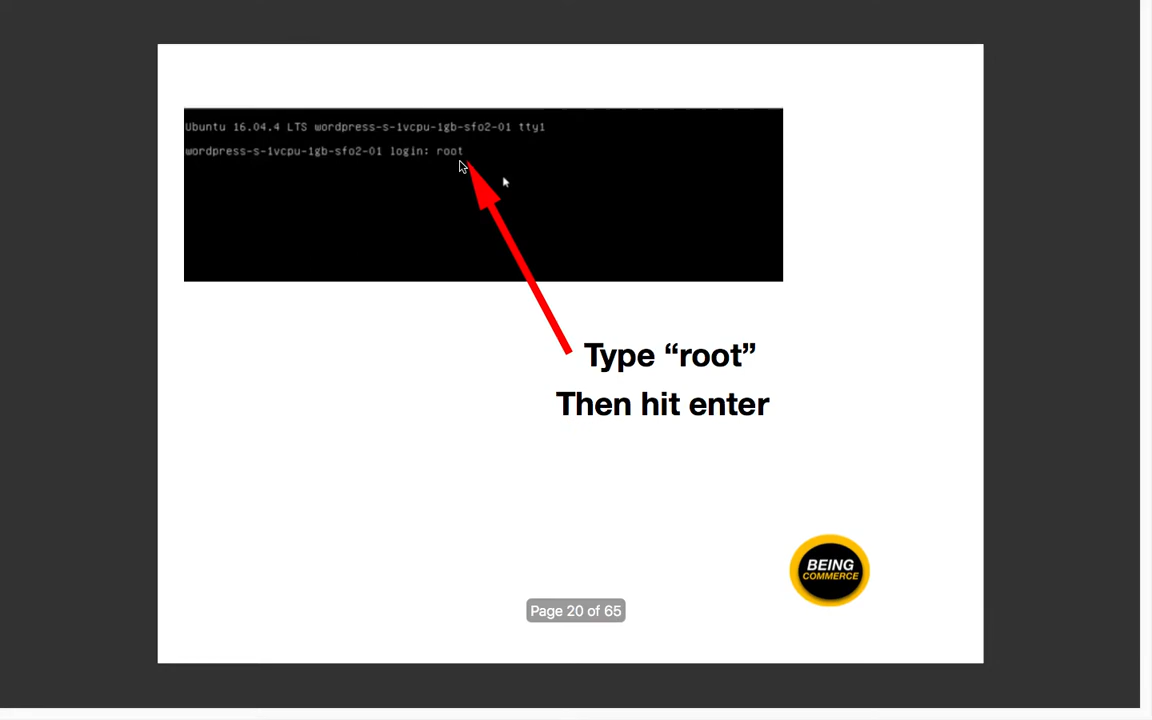 Ubuntu 16.04.4 LTS wordpress-s-1vcpu-1gb-sfo2-01 tty1
wordpress-s-1vcpu-1gb-sfo2-01 login: root
Type “root”
Then hit enter
BEING
COMMERCE
Page 20 of 65